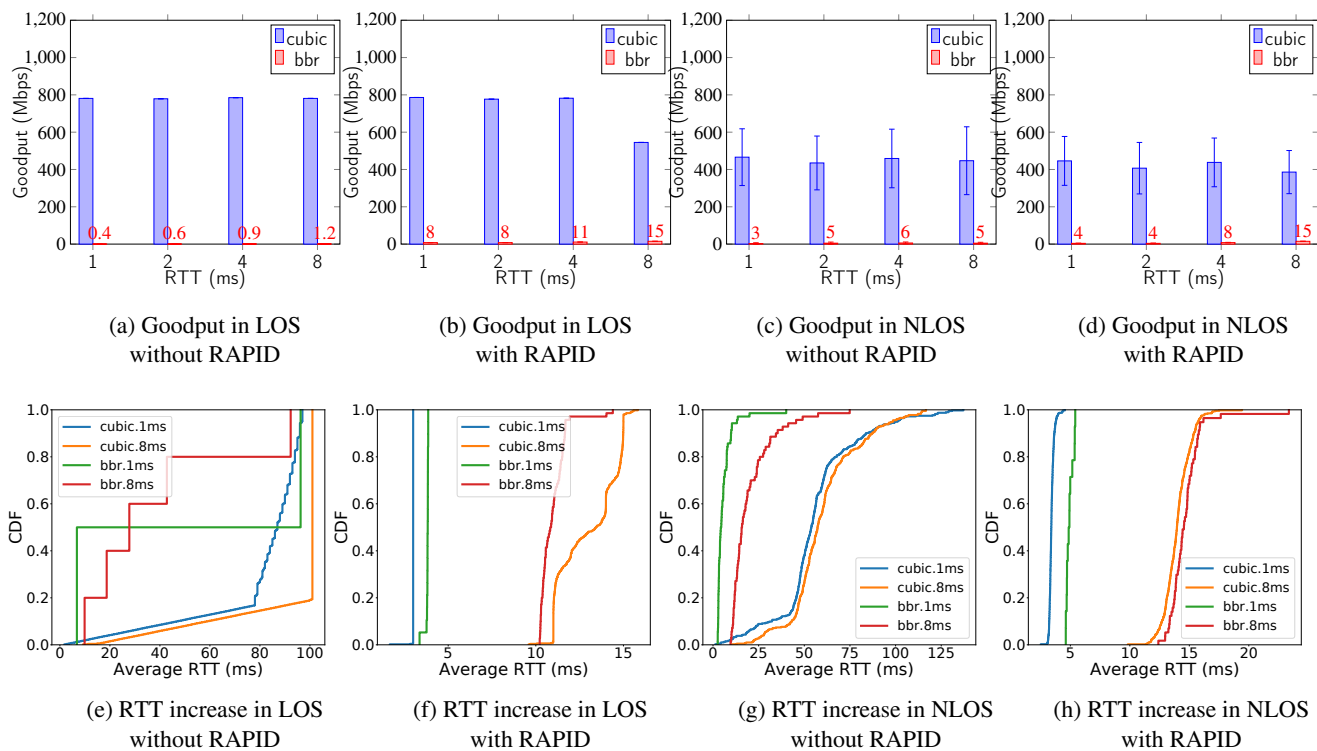 1,200
1,000
800
600
400
200
0
Goodput (Mbps)
cubic
bbr
0.4
0.6
0.9
1.2
1
2
4
8
RTT (ms)
(a) Goodput in LOS
without RAPID
1,200
1,000
800
600
400
200
0
Goodput (Mbps)
cubic
bbr
8
8
11
15
1
2
4
8
RTT (ms)
(b) Goodput in LOS
with RAPID
1,200
1,000
800
600
400
200
0
Goodput (Mbps)
cubic
bbr
3
5
6
5
1
2
4
8
RTT (ms)
(c) Goodput in NLOS
without RAPID
1,200
1,000
800
600
400
200
0
Goodput (Mbps)
cubic
bbr
4
4
8
15
1
2
4
8
RTT (ms)
(d) Goodput in NLOS
with RAPID
1.0
0.8
0.6
0.4
0.2
0.0
CDF
cubic.1ms
cubic.8ms
bbr.1ms
bbr.8ms
0
20
40
60
80
100
Average RTT (ms)
(e) RTT increase in LOS
without RAPID
1.0
0.8
0.6
0.4
0.2
0.0
CDF
cubic.1ms
cubic.8ms
bbr.1ms
bbr.8ms
5
10
15
Average RTT (ms)
(f) RTT increase in LOS
with RAPID
1.0
0.8
0.6
0.4
0.2
0.0
CDF
cubic.1ms
cubic.8ms
bbr.1ms
bbr.8ms
0
25
50
75
100
125
Average RTT (ms)
(g) RTT increase in NLOS
without RAPID
1.0
0.8
0.6
0.4
0.2
0.0
CDF
cubic.1ms
cubic.8ms
bbr.1ms
bbr.8ms
5
10
15
20
Average RTT (ms)
(h) RTT increase in NLOS
with RAPID